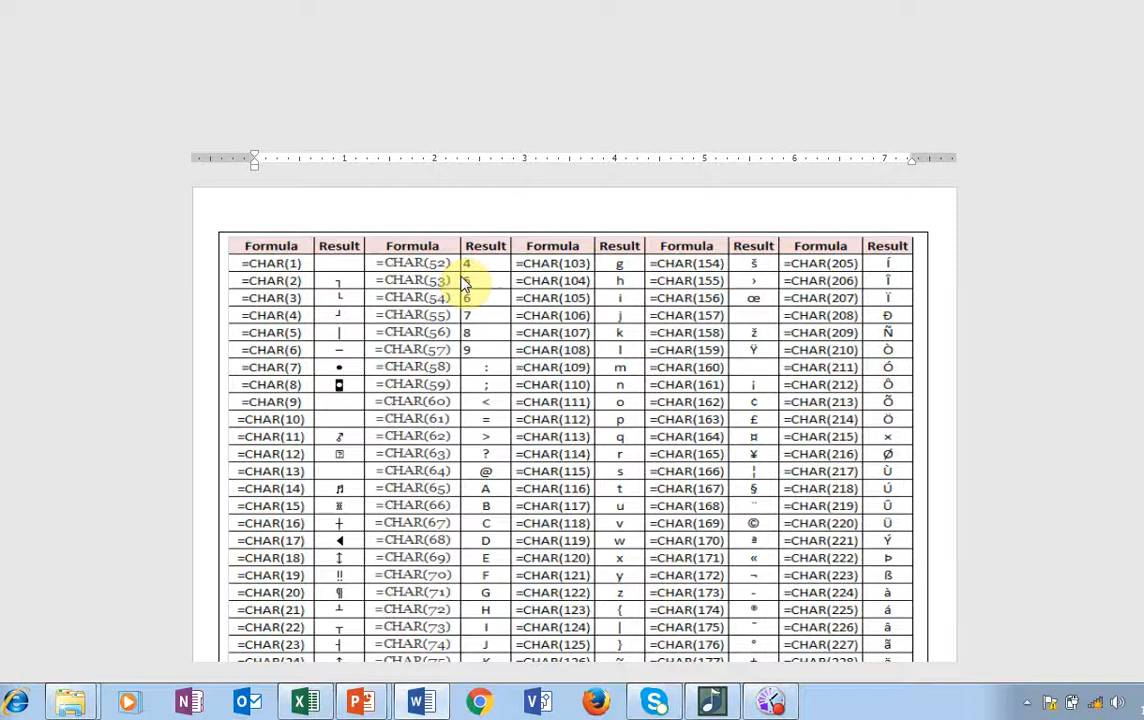 1 2 3 4 5 6 7
Formula Result Formula Result Formula Result Formula Result Formula Result
=CHAR(1) =CHAR(52) 4 =CHAR(103) g =CHAR(154) š =CHAR(205) Í
=CHAR(2) ┐ =CHAR(53) 5 =CHAR(104) h =CHAR(155) › =CHAR(206) Î
=CHAR(3) └ =CHAR(54) 6 =CHAR(105) i =CHAR(156) œ =CHAR(207) Ï
=CHAR(4) ┘ =CHAR(55) 7 =CHAR(106) j =CHAR(157) =CHAR(208) Ð
=CHAR(5) │ =CHAR(56) 8 =CHAR(107) k =CHAR(158) ž =CHAR(209) Ñ
=CHAR(6) ─ =CHAR(57) 9 =CHAR(108) l =CHAR(159) Ÿ =CHAR(210) Ò
=CHAR(7) • =CHAR(58) : =CHAR(109) m =CHAR(160) =CHAR(211) Ó
=CHAR(8) ◘ =CHAR(59) ; =CHAR(110) n =CHAR(161) ¡ =CHAR(212) Ô
=CHAR(9) =CHAR(60) < =CHAR(111) o =CHAR(162) ¢ =CHAR(213) Õ
=CHAR(10) =CHAR(61) = =CHAR(112) p =CHAR(163) £ =CHAR(214) Ö
=CHAR(11) ♂ =CHAR(62) > =CHAR(113) q =CHAR(164) ¤ =CHAR(215) ×
=CHAR(12) =CHAR(63) ? =CHAR(114) r =CHAR(165) ¥ =CHAR(216) Ø
=CHAR(13) =CHAR(64) @ =CHAR(115) s =CHAR(166) ¦ =CHAR(217) Ù
=CHAR(14) ♫ =CHAR(65) A =CHAR(116) t =CHAR(167) § =CHAR(218) Ú
=CHAR(15) ¤ =CHAR(66) B =CHAR(117) u =CHAR(168) ¨ =CHAR(219) Û
=CHAR(16) ┼ =CHAR(67) C =CHAR(118) v =CHAR(169) © =CHAR(220) Ü
=CHAR(17) ◄ =CHAR(68) D =CHAR(119) w =CHAR(170) ª =CHAR(221) Ý
=CHAR(18) ↕ =CHAR(69) E =CHAR(120) x =CHAR(171) « =CHAR(222) Þ
=CHAR(19) ‼ =CHAR(70) F =CHAR(121) y =CHAR(172) ¬ =CHAR(223) ß
=CHAR(20) ¶ =CHAR(71) G =CHAR(122) z =CHAR(173) - =CHAR(224) à
=CHAR(21) ┴ =CHAR(72) H =CHAR(123) { =CHAR(174) ® =CHAR(225) á
=CHAR(22) ┬ =CHAR(73) I =CHAR(124) | =CHAR(175) ¯ =CHAR(226) â
=CHAR(23) ┤ =CHAR(74) J =CHAR(125) } =CHAR(176) ° =CHAR(227) ã